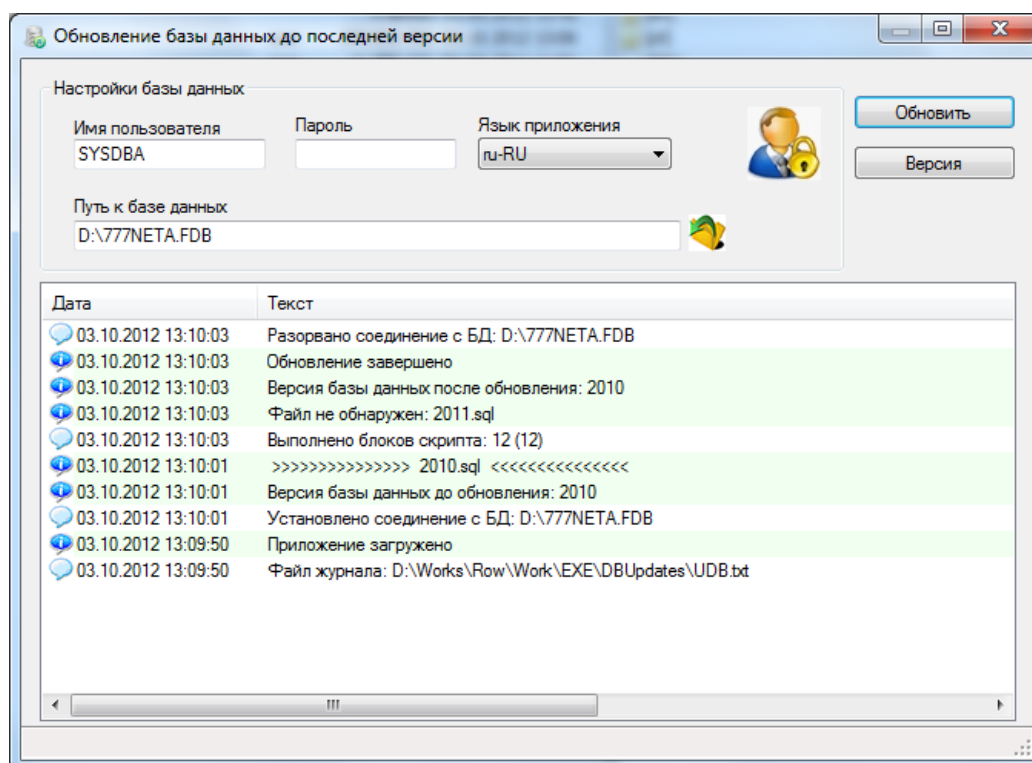 Обновление базы данных до последней версии
Настройки базы данных
Имя пользователя Пароль Язык приложения
SYSDBA ru-RU
Путь к базе данных
D:\777NETA.FDB
Обновить
Версия
Дата Текст
03.10.2012 13:10:03 Разорвано соединение с БД: D:\777NETA.FDB
03.10.2012 13:10:03 Обновление завершено
03.10.2012 13:10:03 Версия базы данных после обновления: 2010
03.10.2012 13:10:03 Файл не обнаружен: 2011.sql
03.10.2012 13:10:03 Выполнено блоков скрипта: 12 (12)
03.10.2012 13:10:01 >>>>>>>>>>>>>>> 2010.sql <<<<<<<<<<<<<<<
03.10.2012 13:10:01 Версия базы данных до обновления: 2010
03.10.2012 13:10:01 Установлено соединение с БД: D:\777NETA.FDB
03.10.2012 13:09:50 Приложение загружено
03.10.2012 13:09:50 Файл журнала: D:\Works\Row\Work\EXE\DBUpdates\UDB.txt